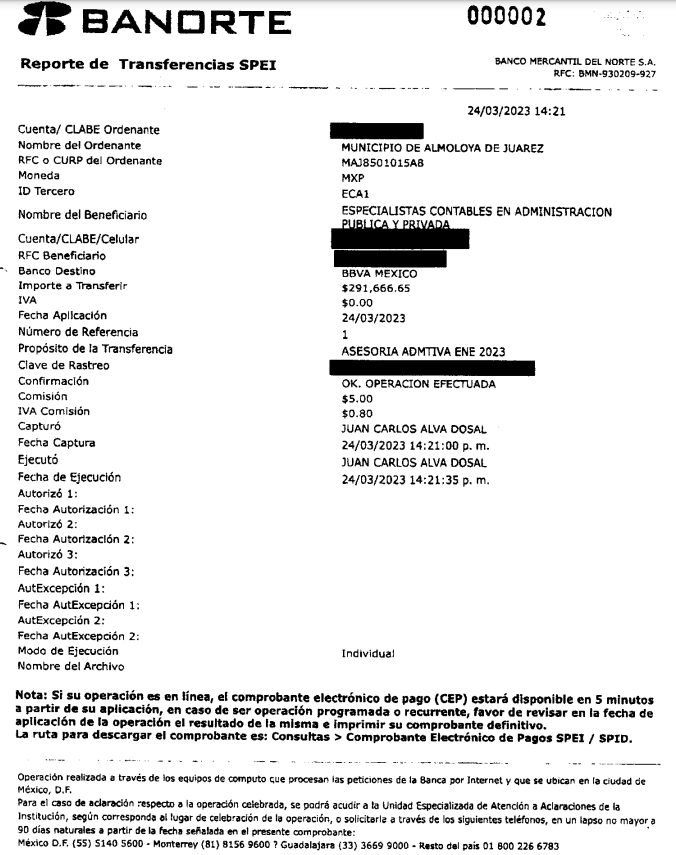 BANORTE
000002
Reporte de Transferencias SPEI
BANCO MERCANTIL DEL NORTE S.A.
RFC: BMN-930209-927
24/03/2023 14:21
Cuenta/ CLABE Ordenante
Nombre del Ordenante MUNICIPIO DE ALMOLOYA DE JUAREZ
RFC o CURP del Ordenante MAJ8501015A8
Moneda MXP
ID Tercero ECA1
Nombre del Beneficiario ESPECIALISTAS CONTABLES EN ADMINISTRACION
PUBLICA Y PRIVADA
Cuenta/CLABE/Celular
RFC Beneficiario
Banco Destino BBVA MEXICO
Importe a Transferir $291,666.65
IVA $0.00
Fecha Aplicación 24/03/2023
Número de Referencia 1
Propósito de la Transferencia ASESORIA ADMTIVA ENE 2023
Clave de Rastreo
Confirmación OK. OPERACION EFECTUADA
Comisión $5.00
IVA Comisión $0.80
Capturó JUAN CARLOS ALVA DOSAL
Fecha Captura 24/03/2023 14:21:00 p. m.
Ejecutó JUAN CARLOS ALVA DOSAL
Fecha de Ejecución 24/03/2023 14:21:35 p. m.
Autorizó 1:
Fecha Autorización 1:
Autorizó 2:
Fecha Autorización 2:
Autorizó 3:
Fecha Autorización 3:
AutExcepción 1:
Fecha AutExcepción 1:
AutExcepción 2:
Fecha AutExcepción 2:
Modo de Ejecución Individual
Nombre del Archivo
Nota: Si su operación es en línea, el comprobante electrónico de pago (CEP) estará disponible en 5 minutos
a partir de su aplicación, en caso de ser operación programada o recurrente, favor de revisar en la fecha de
aplicación de la operación el resultado de la misma e imprimir su comprobante definitivo.
La ruta para descargar el comprobante es: Consultas > Comprobante Electrónico de Pagos SPEI / SPID.
Operación realizada a través de los equipos de computo que procesan las peticiones de la Banca por Internet y que se ubican en la ciudad de
México, D.F.
Para el caso de aclaración respecto a la operación celebrada, se podrá acudir a la Unidad Especializada de Atención a Aclaraciones de la
Institución, según corresponda al lugar de celebración de la operación, o solicitarla a través de los siguientes teléfonos, en un lapso no mayor a
90 días naturales a partir de la fecha señalada en el presente comprobante:
México D.F. (55) 5140 5600 - Monterrey (81) 8156 9600 ? Guadalajara (33) 3669 9000 - Resto del país 01 800 226 6783